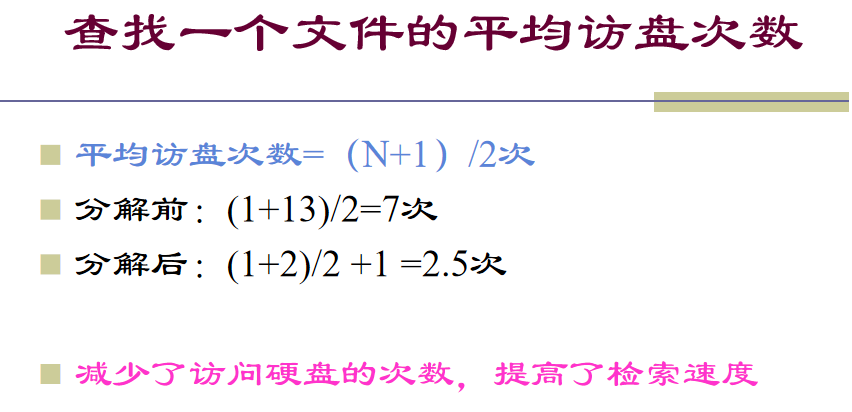 查找一个文件的平均访盘次数
平均访盘次数=（N+1）/2次
分解前：(1+13)/2=7次
分解后：(1+2)/2 +1 =2.5次
减少了访问硬盘的次数，提高了检索速度